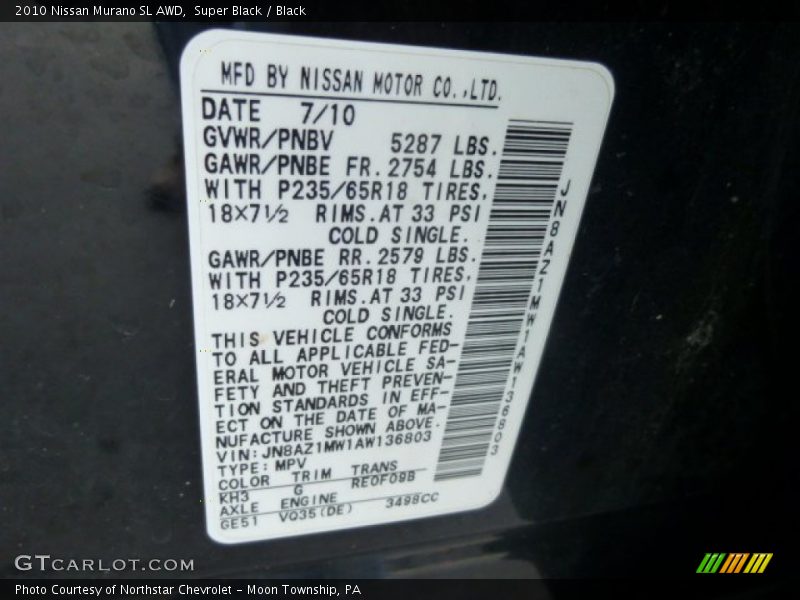 2010 Nissan Murano SL AWD,  Super Black / Black
MFD BY NISSAN MOTOR CO.,LTD.
DATE 7/10
GVWR/PNBV 5287 LBS.
GAWR/PNBE FR. 2754 LBS.
WITH P235/65R18 TIRES,
18×7½ RIMS.AT 33 PSI
COLD SINGLE.
GAWR/PNBE RR. 2579 LBS.
WITH P235/65R18 TIRES,
18×7½ RIMS.AT 33 PSI
COLD SINGLE.
THIS VEHICLE CONFORMS
TO ALL APPLICABLE FED-
ERAL MOTOR VEHICLE SA-
FETY AND THEFT PREVEN-
TION STANDARDS IN EFF-
ECT ON THE DATE OF MA-
NUFACTURE SHOWN ABOVE.
VIN: JN8AZ1MW1AW136803
TYPE: MPV
COLOR TRIM TRANS
KH3 G RE0F09B
AXLE ENGINE
GE51 VQ35(DE) 3498CC
JN8AZ1MW1AW136803
GTCARLOT.COM
Photo Courtesy of Northstar Chevrolet - Moon Township, PA